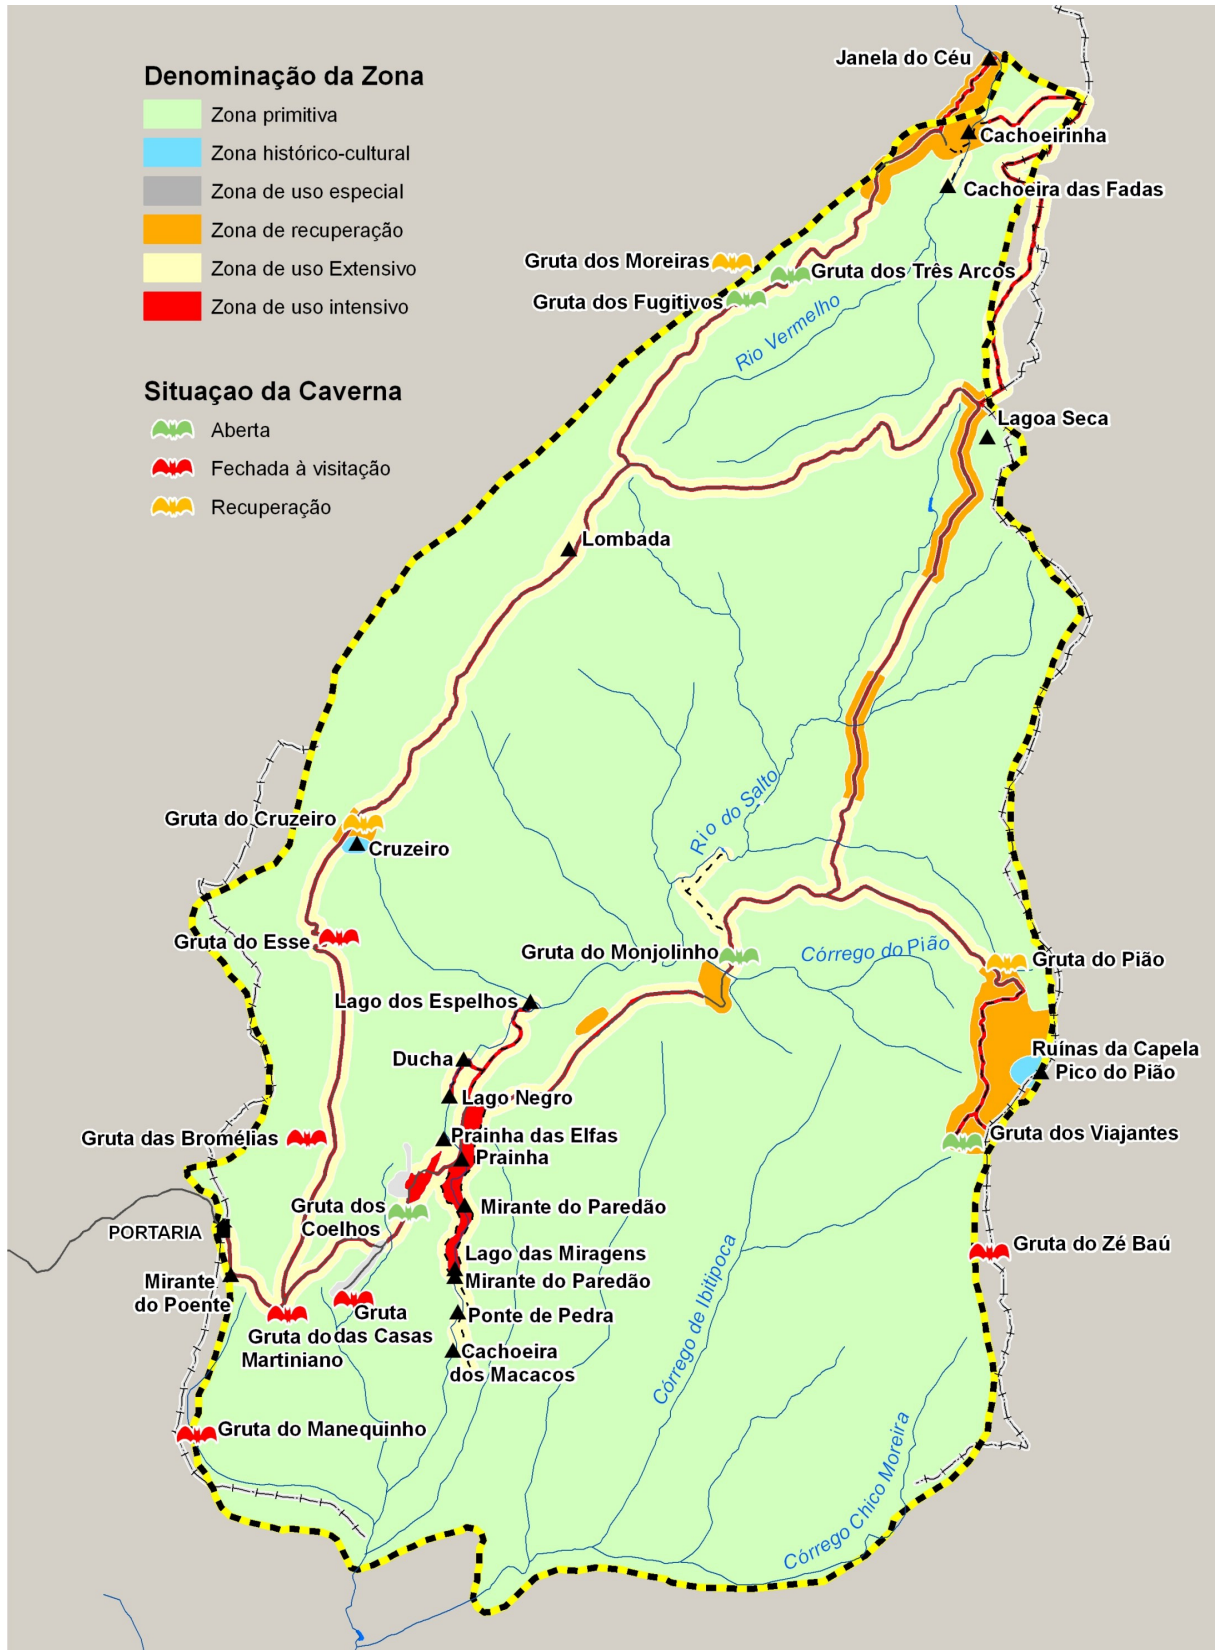 Denominação da Zona
Zona primitiva
Zona histórico-cultural
Zona de uso especial
Zona de recuperação
Zona de uso Extensivo
Zona de uso intensivo
Situaçao da Caverna
Aberta
Fechada à visitação
Recuperação
Janela do Céu
Cachoeirinha
Cachoeira das Fadas
Gruta dos Moreiras
Gruta dos Três Arcos
Gruta dos Fugitivos
Rio Vermelho
Lagoa Seca
Lombada
Rio do Salto
Gruta do Cruzeiro
Cruzeiro
Gruta do Esse
Gruta do Monjolinho
Córrego do Pião
Gruta do Pião
Lago dos Espelhos
Ducha
Ruínas da Capela
Pico do Pião
Lago Negro
Gruta das Bromélias
Prainha das Elfas
Prainha
Gruta dos Viajantes
Gruta dos
Coelhos
Mirante do Paredão
PORTARIA
Lago das Miragens
Gruta do Zé Baú
Mirante
do Poente
Mirante do Paredão
Gruta
das Casas
Ponte de Pedra
Gruta do
Martiniano
Cachoeira
dos Macacos
Córrego de Ibitipoca
Gruta do Manequinho
Córrego Chico Moreira